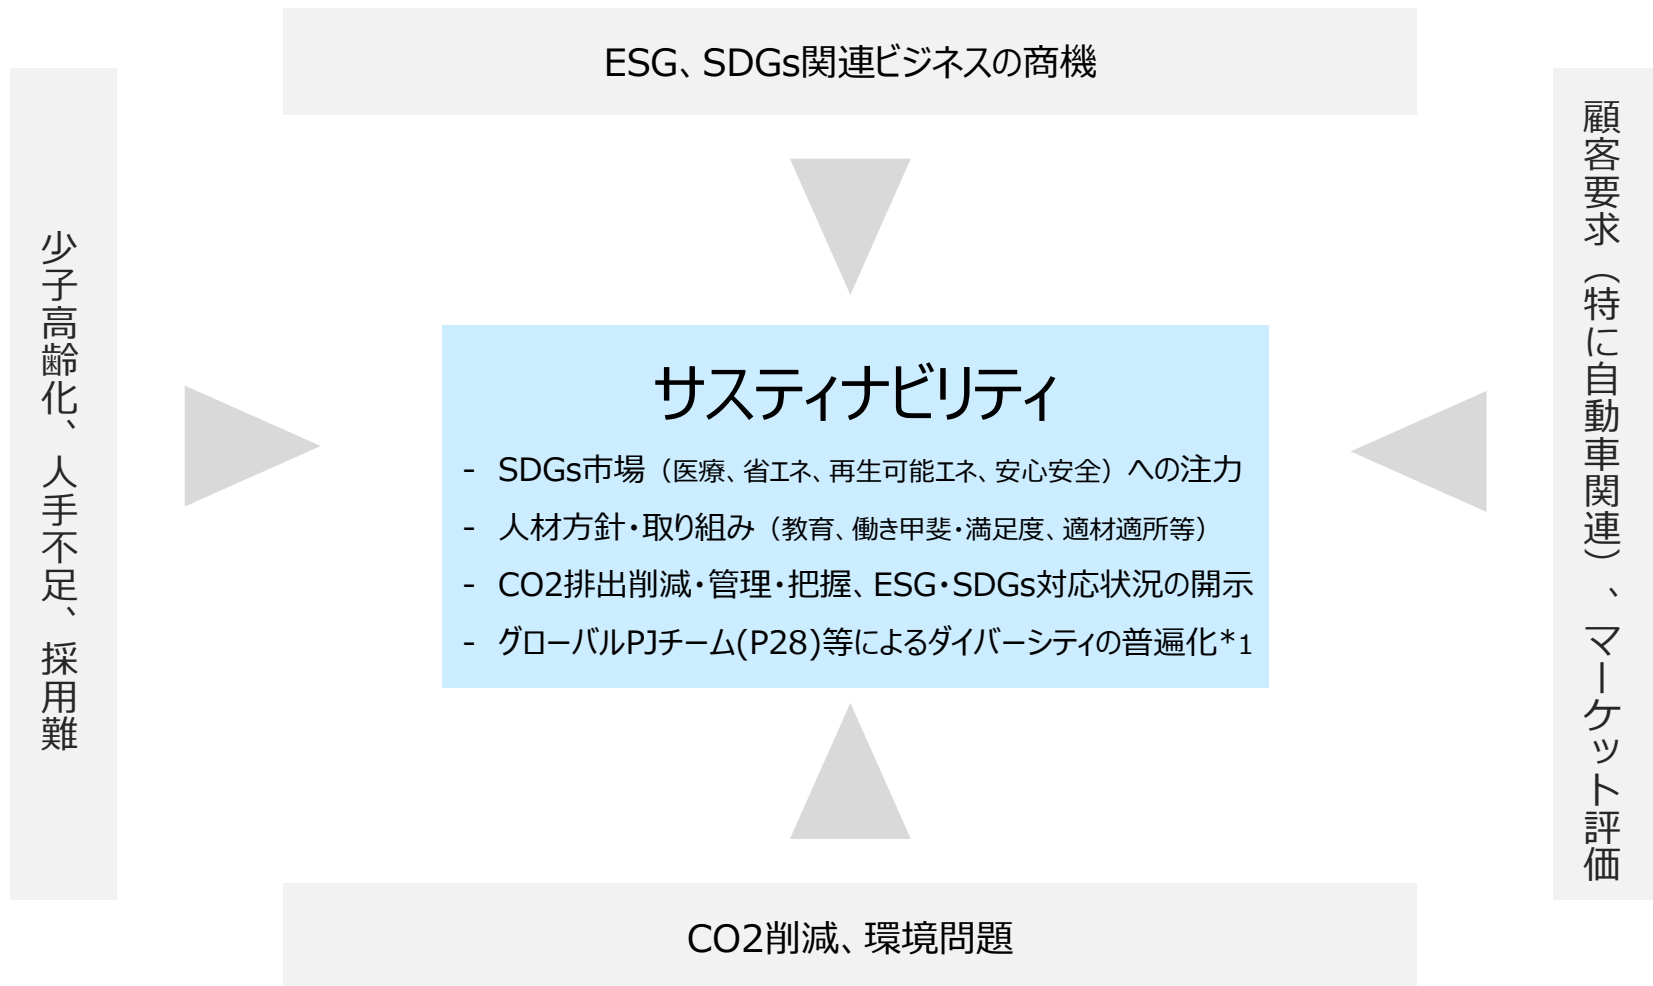 ESG、SDGs関連ビジネスの商機
少子高齢化、人手不足、採用難
顧客要求（特に自動車関連）、マーケット評価
サスティナビリティ
- SDGs市場（医療、省エネ、再生可能エネ、安心安全）への注力
- 人材方針・取り組み（教育、働き甲斐・満足度、適材適所等）
- CO2排出削減・管理・把握、ESG・SDGs対応状況の開示
- グローバルPJチーム(P28)等によるダイバーシティの普遍化*1
CO2削減、環境問題